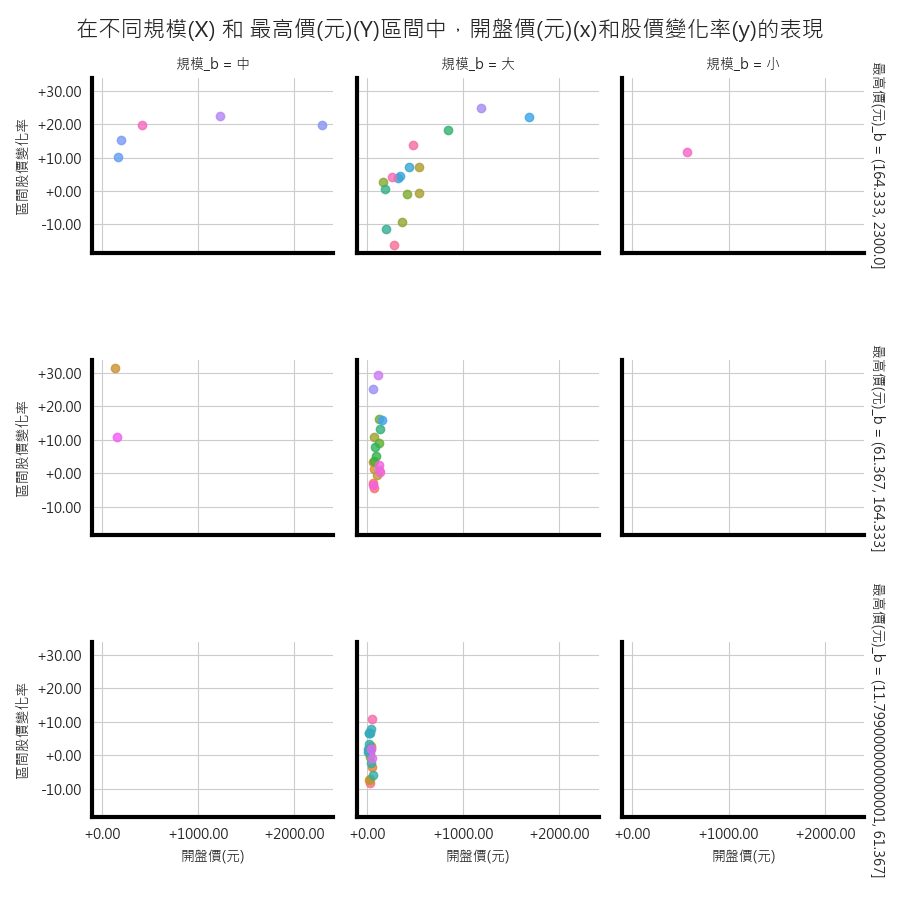 在不同規模(X) 和 最高價(元)(Y)區間中，開盤價(元)(x)和股價變化率(y)的表現
規模_b = 中
規模_b = 大
規模_b = 小
+30.00
+20.00
+10.00
+0.00
-10.00
區間股價變化率
最高價(元)_b = (164.333, 2300.0]
+30.00
+20.00
+10.00
+0.00
-10.00
區間股價變化率
最高價(元)_b = (61.367, 164.333]
+30.00
+20.00
+10.00
+0.00
-10.00
區間股價變化率
最高價(元)_b = (11.799000000000001, 61.367]
+0.00 +1000.00 +2000.00
+0.00 +1000.00 +2000.00
+0.00 +1000.00 +2000.00
開盤價(元)
開盤價(元)
開盤價(元)